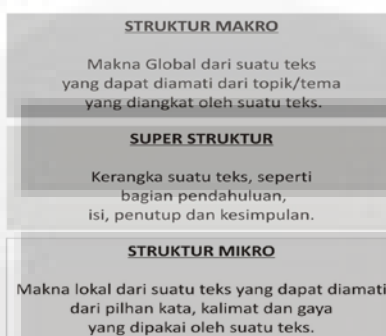 STRUKTUR MAKRO
Makna Global dari suatu teks
yang dapat diamati dari topik/tema
yang diangkat oleh suatu teks.
SUPER STRUKTUR
Kerangka suatu teks, seperti
bagian pendahuluan,
isi, penutup dan kesimpulan.
STRUKTUR MIKRO
Makna lokal dari suatu teks yang dapat diamati
dari pilhan kata, kalimat dan gaya
yang dipakai oleh suatu teks.